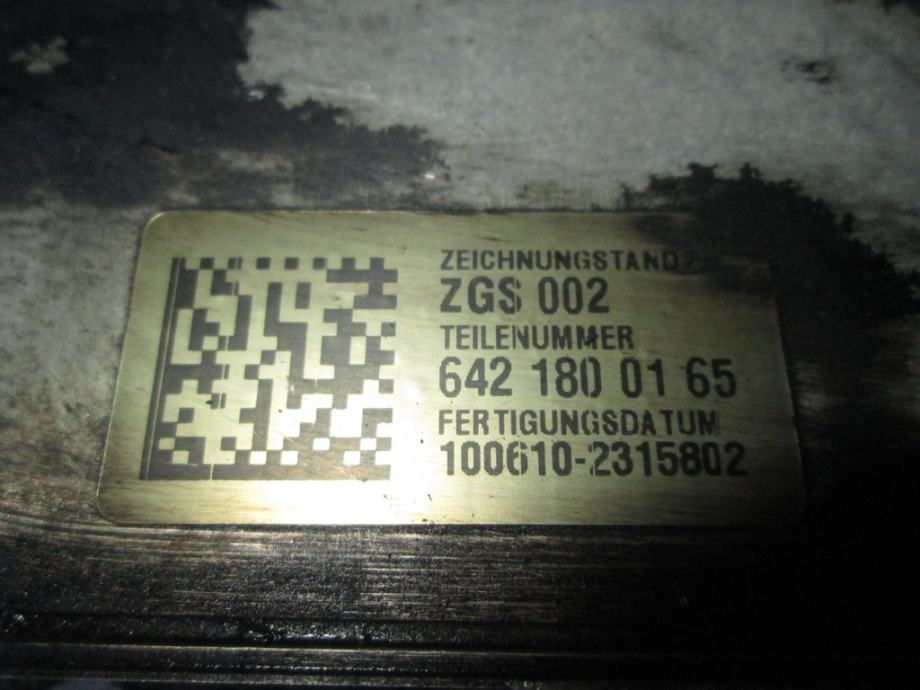 ZEICHNUNGSTAND
ZGS 002
TEILENUMMER
642 180 01 65
FERTIGUNGSDATUM
100610-2315802